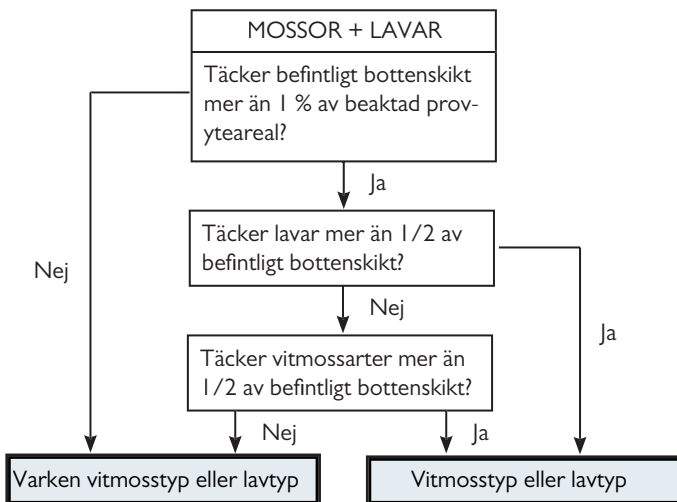 MOSSOR + LAVAR
Täcker befintligt bottenskikt
mer än 1 % av beaktad prov-
yteareal?
Ja
Täcker lavar mer än 1/2 av
befintligt bottenskikt?
Nej
Nej
Ja
Täcker vitmossarter mer än
1/2 av befintligt bottenskikt?
Nej
Ja
Varken vitmosstyp eller lavtyp
Vitmosstyp eller lavtyp